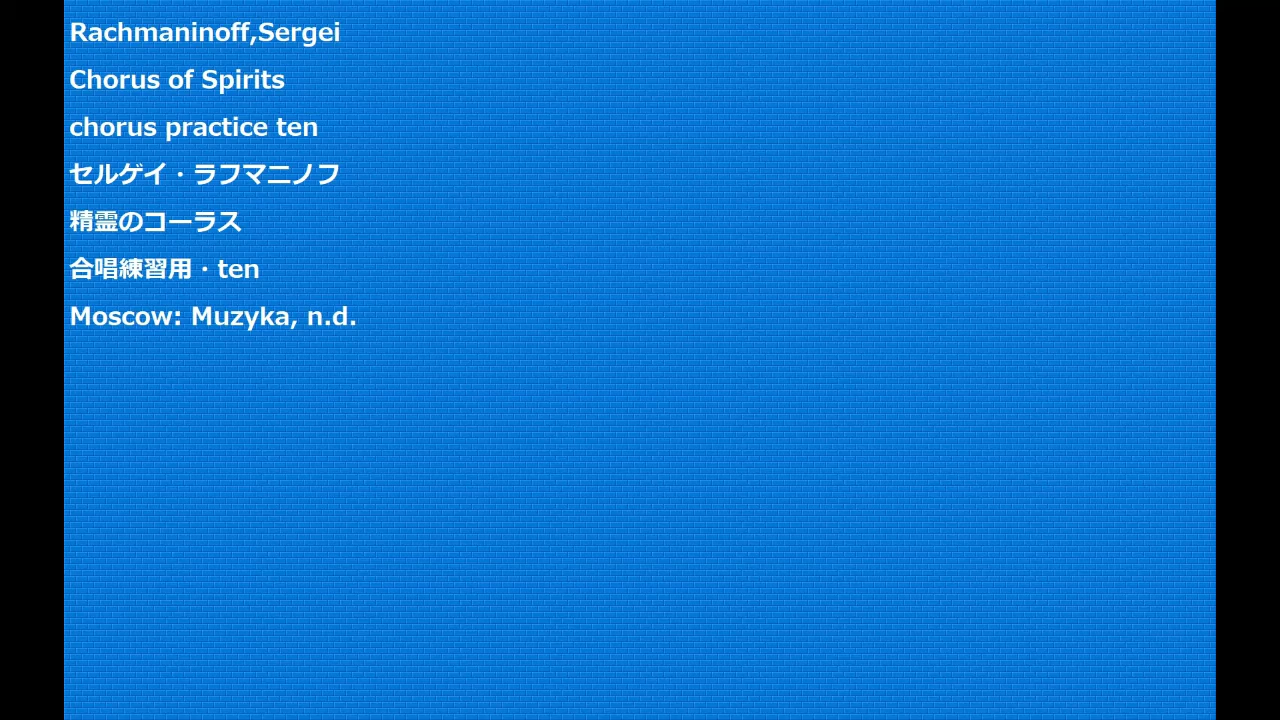 Rachmaninoff,Sergei
Chorus of Spirits
chorus practice ten
セルゲイ・ラフマニノフ
精霊のコーラス
合唱練習用・ten
Moscow: Muzyka, n.d.